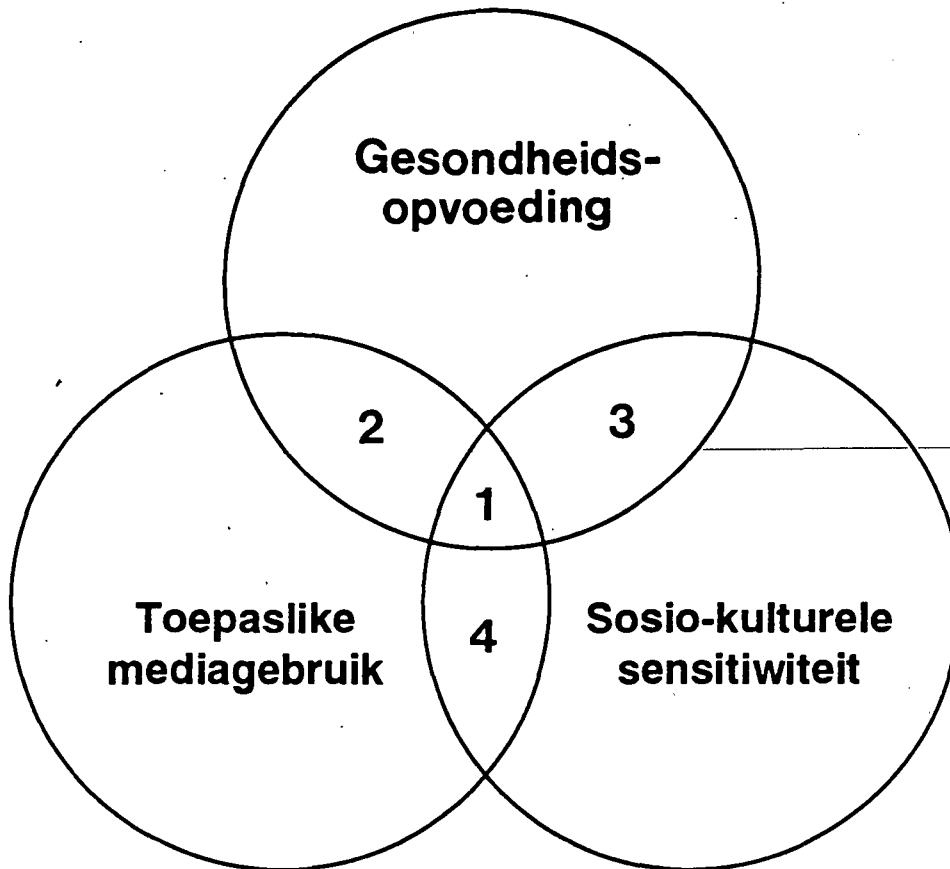 Gesondheids-
opvoeding
2
3
1
Toepaslike
mediagebruik
4
Sosio-kulturele
sensitiwiteit